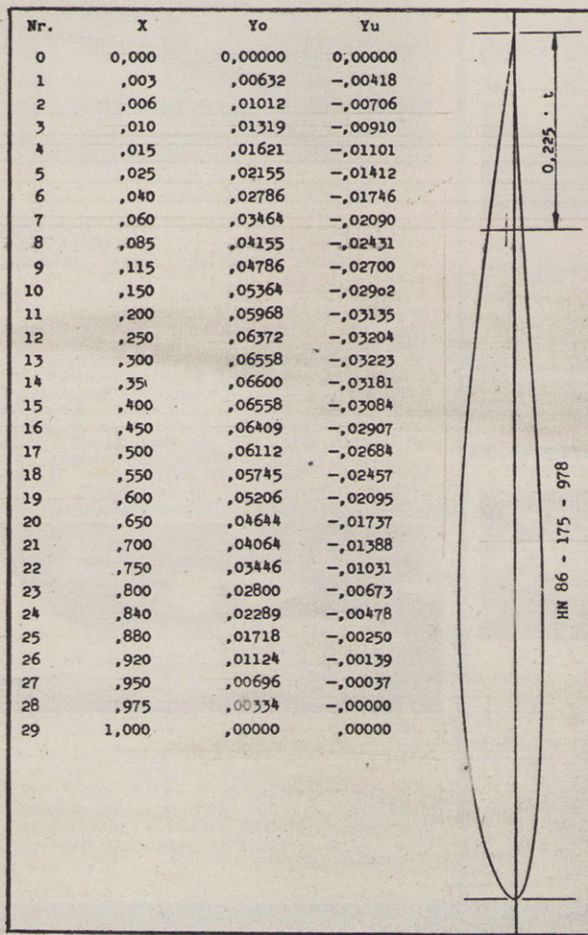 Nr. X Yo Yu
0 0,000 0,00000 0,00000
1 ,003 ,00632 -,00418
2 ,006 ,01012 -,00706
3 ,010 ,01319 -,00910
4 ,015 ,01621 -,01101
5 ,025 ,02155 -,01412
6 ,040 ,02786 -,01746
7 ,060 ,03464 -,02090
8 ,085 ,04155 -,02431
9 ,115 ,04786 -,02700
10 ,150 ,05364 -,02902
11 ,200 ,05968 -,03135
12 ,250 ,06372 -,03204
13 ,300 ,06558 -,03223
14 ,35 ,06600 -,03181
15 ,400 ,06558 -,03084
16 ,450 ,06409 -,02907
17 ,500 ,06112 -,02684
18 ,550 ,05745 -,02457
19 ,600 ,05206 -,02095
20 ,650 ,04644 -,01737
21 ,700 ,04064 -,01388
22 ,750 ,03446 -,01031
23 ,800 ,02800 -,00673
24 ,840 ,02289 -,00478
25 ,880 ,01718 -,00250
26 ,920 ,01124 -,00139
27 ,950 ,00696 -,00037
28 ,975 ,00334 -,00000
29 1,000 ,00000 ,00000
0,225 · t
HN 86 - 175 - 978